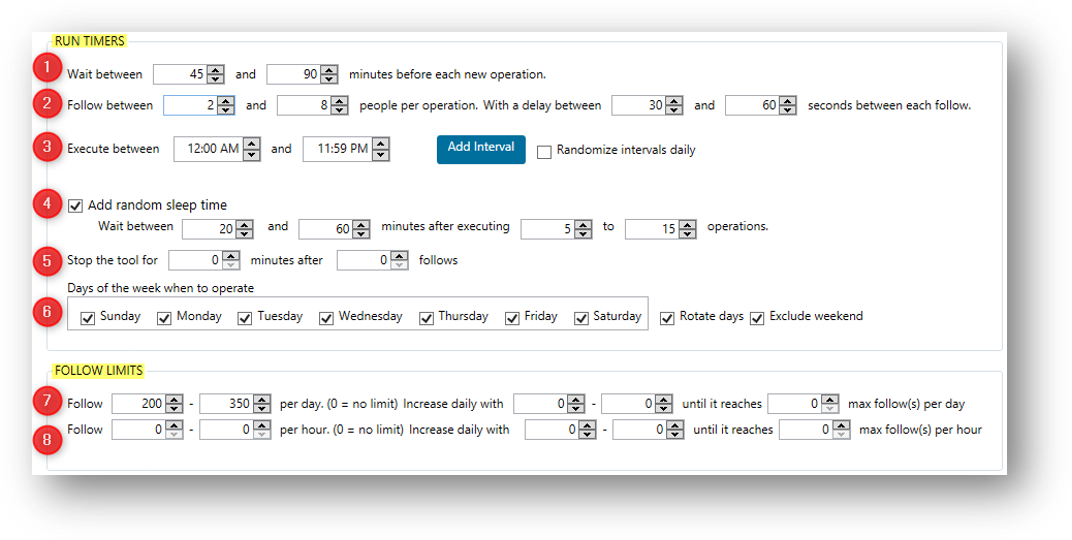 RUN TIMERS
1 Wait between 45 and 90 minutes before each new operation.
2 Follow between 2 and 8 people per operation. With a delay between 30 and 60 seconds between each follow.
3 Execute between 12:00 AM and 11:59 PM Add Interval Randomize intervals daily
4 Add random sleep time
Wait between 20 and 60 minutes after executing 5 to 15 operations.
5 Stop the tool for 0 minutes after 0 follows
Days of the week when to operate
6 Sunday Monday Tuesday Wednesday Thursday Friday Saturday Rotate days Exclude weekend
FOLLOW LIMITS
7 Follow 200 - 350 per day. (0 = no limit) Increase daily with 0 - 0 until it reaches 0 max follow(s) per day
8 Follow 0 - 0 per hour. (0 = no limit) Increase daily with 0 - 0 until it reaches 0 max follow(s) per hour